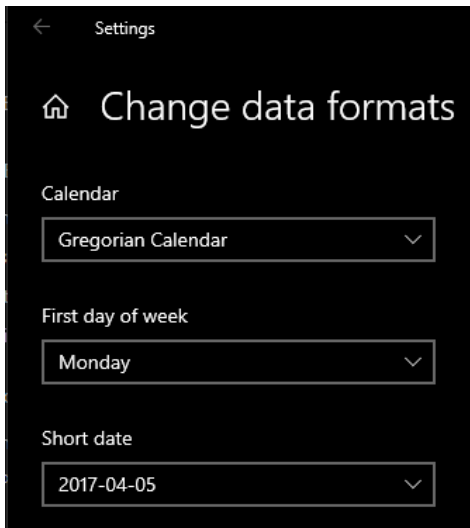 Settings
Change data formats
Calendar
Gregorian Calendar
First day of week
Monday
Short date
2017-04-05